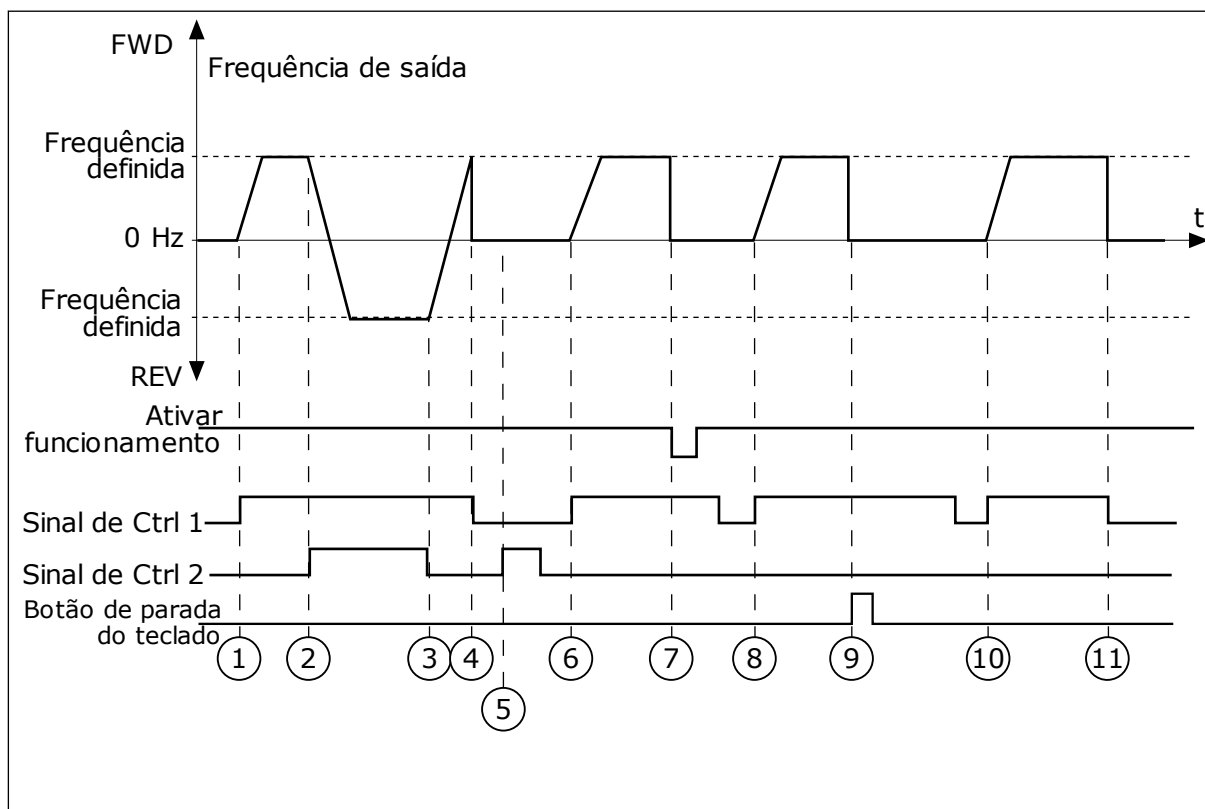 FWD
Frequência de saída
Frequência
definida
0 Hz
t
Frequência
definida
REV
Ativar
funcionamento
Sinal de Ctrl 1
Sinal de Ctrl 2
Botão de parada
do teclado
1 2 3 4 6 7 8 9 10 11
5